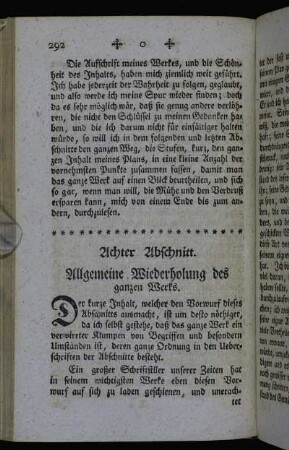 292 ✣ o ✣
Die Aufschrift meines Werkes, und die Schön-
heit des Inhalts, haben mich ziemlich weit geführt.
Ich habe jederzeit der Wahrheit zu folgen, geglaubt,
und also werde ich meine Spur wieder finden; doch
da es sehr möglich wär, daß sie genug andere verlöh-
ren, die nicht den Schlüssel zu meinen Gedanken ha-
ben, und die ich darum nicht für einfältiger halten
würde, so will ich in dem folgenden und letzten Ab-
schnitte den ganzen Weg, die Stufen, kurz, den gan-
zen Inhalt meines Plans, in eine kleine Anzahl der
vornehmsten Punkte zusammen fassen, damit man
das ganze Werk auf einen Blick beurtheilen, und sich
so gar, wenn man will, die Mühe und den Verdruß
ersparen kann, mich von einem Ende bis zum an-
dern, durchzulesen.
Achter Abschnitt.
Allgemeine Wiederholung des
ganzen Werks.
Der kurze Inhalt, welcher den Vorwurf dieses
Abschnitts ausmacht, ist um desto nöthiger,
da ich selbst gestehe, daß das ganze Werk ein
verwirrter Klumpen von Begriffen und besondern
Umständen ist, deren ganze Ordnung in den Ueber-
schriften der Abschnitte besteht.
Ein großer Schriftsteller unserer Zeiten hat
in seinem wichtigsten Werke eben diesen Vor-
wurf auf sich zu laden geschienen, und unerach-
tet